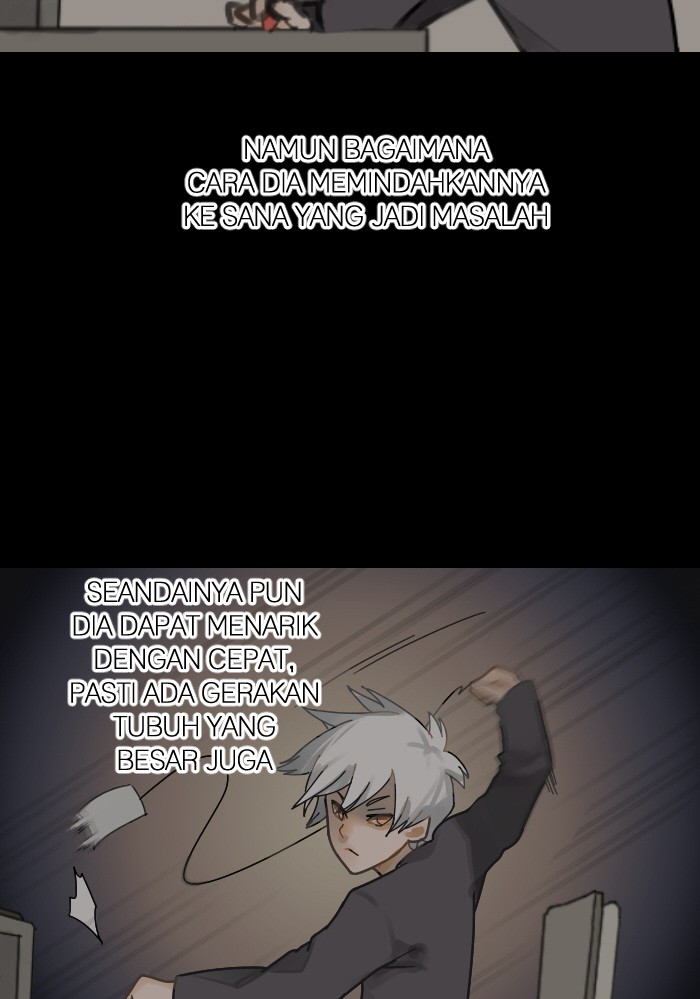 NAMUN BAGAIMANA
CARA DIA MEMINDAHKANNYA
KE SANA YANG JADI MASALAH
SEANDAINYA PUN
DIA DAPAT MENARIK
DENGAN CEPAT,
PASTI ADA GERAKAN
TUBUH YANG
BESAR JUGA